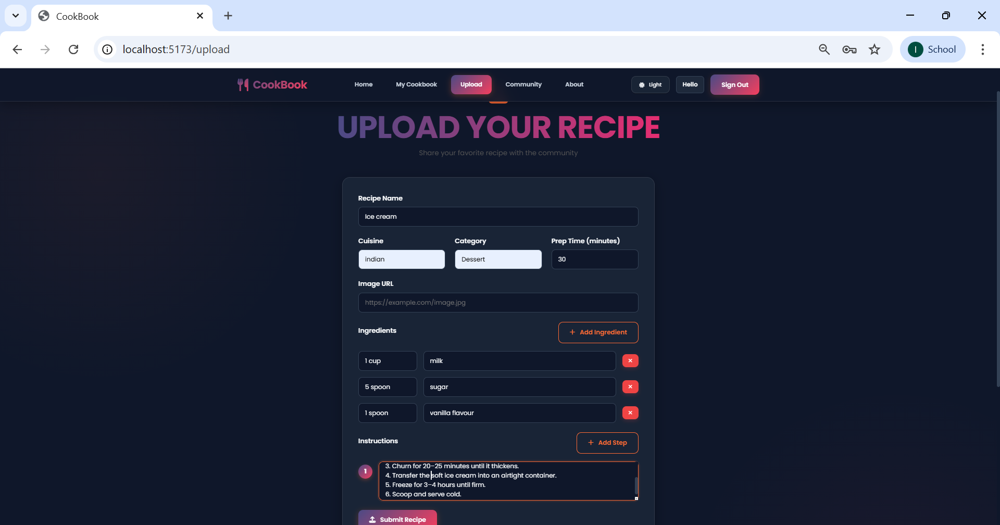 CookBook
localhost:5173/upload
School
CookBook
Home
My Cookbook
Upload
Community
About
Light
Hello
Sign Out
UPLOAD YOUR RECIPE
Share your favorite recipe with the community
Recipe Name
Ice cream
Cuisine
Category
Prep Time (minutes)
indian
Dessert
30
Image URL
https://example.com/image.jpg
Ingredients
+ Add Ingredient
1 cup
milk
×
5 spoon
sugar
×
1 spoon
vanilla flavour
×
Instructions
+ Add Step
1
3. Churn for 20–25 minutes until it thickens.
4. Transfer the soft ice cream into an airtight container.
5. Freeze for 3–4 hours until firm.
6. Scoop and serve cold.
Submit Recipe